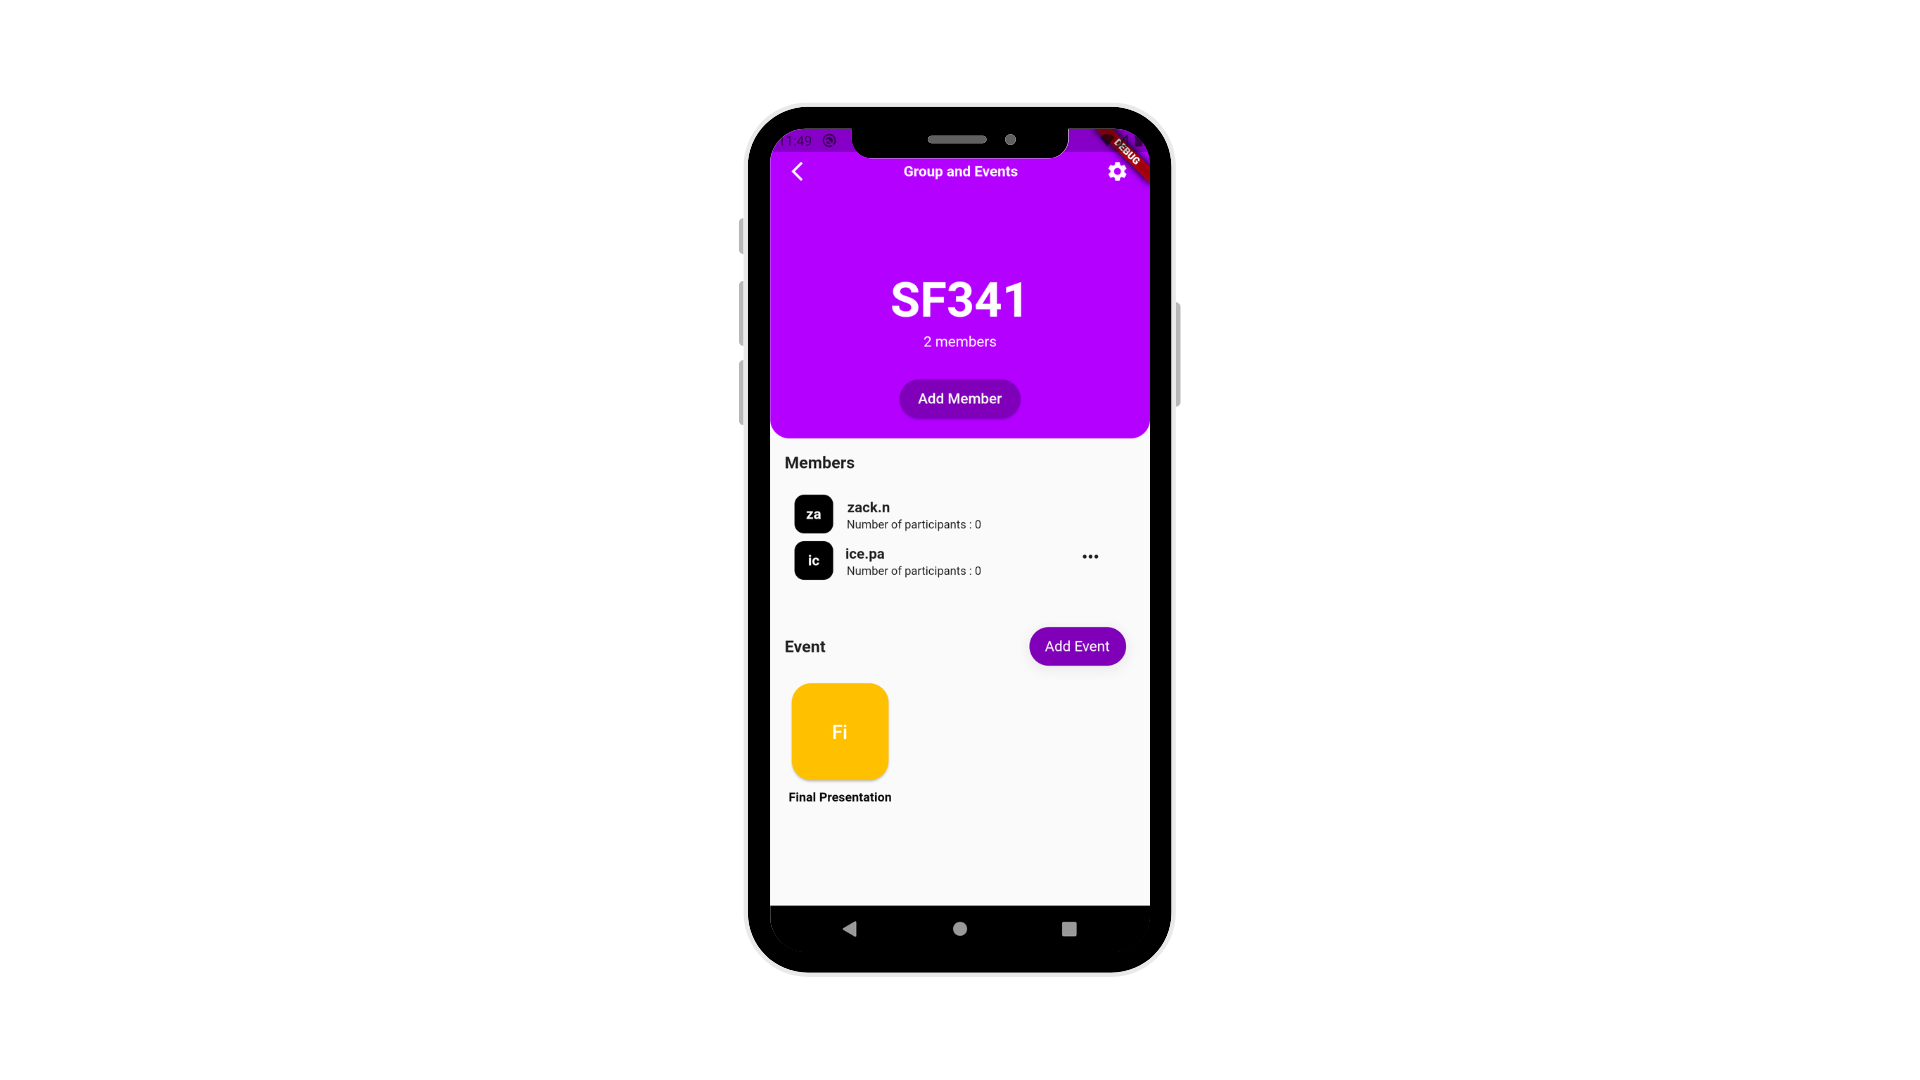 11:49
DEBUG
Group and Events
SF341
2 members
Add Member
Members
za
zack.n
Number of participants : 0
ic
ice.pa
Number of participants : 0
Event
Add Event
Fi
Final Presentation